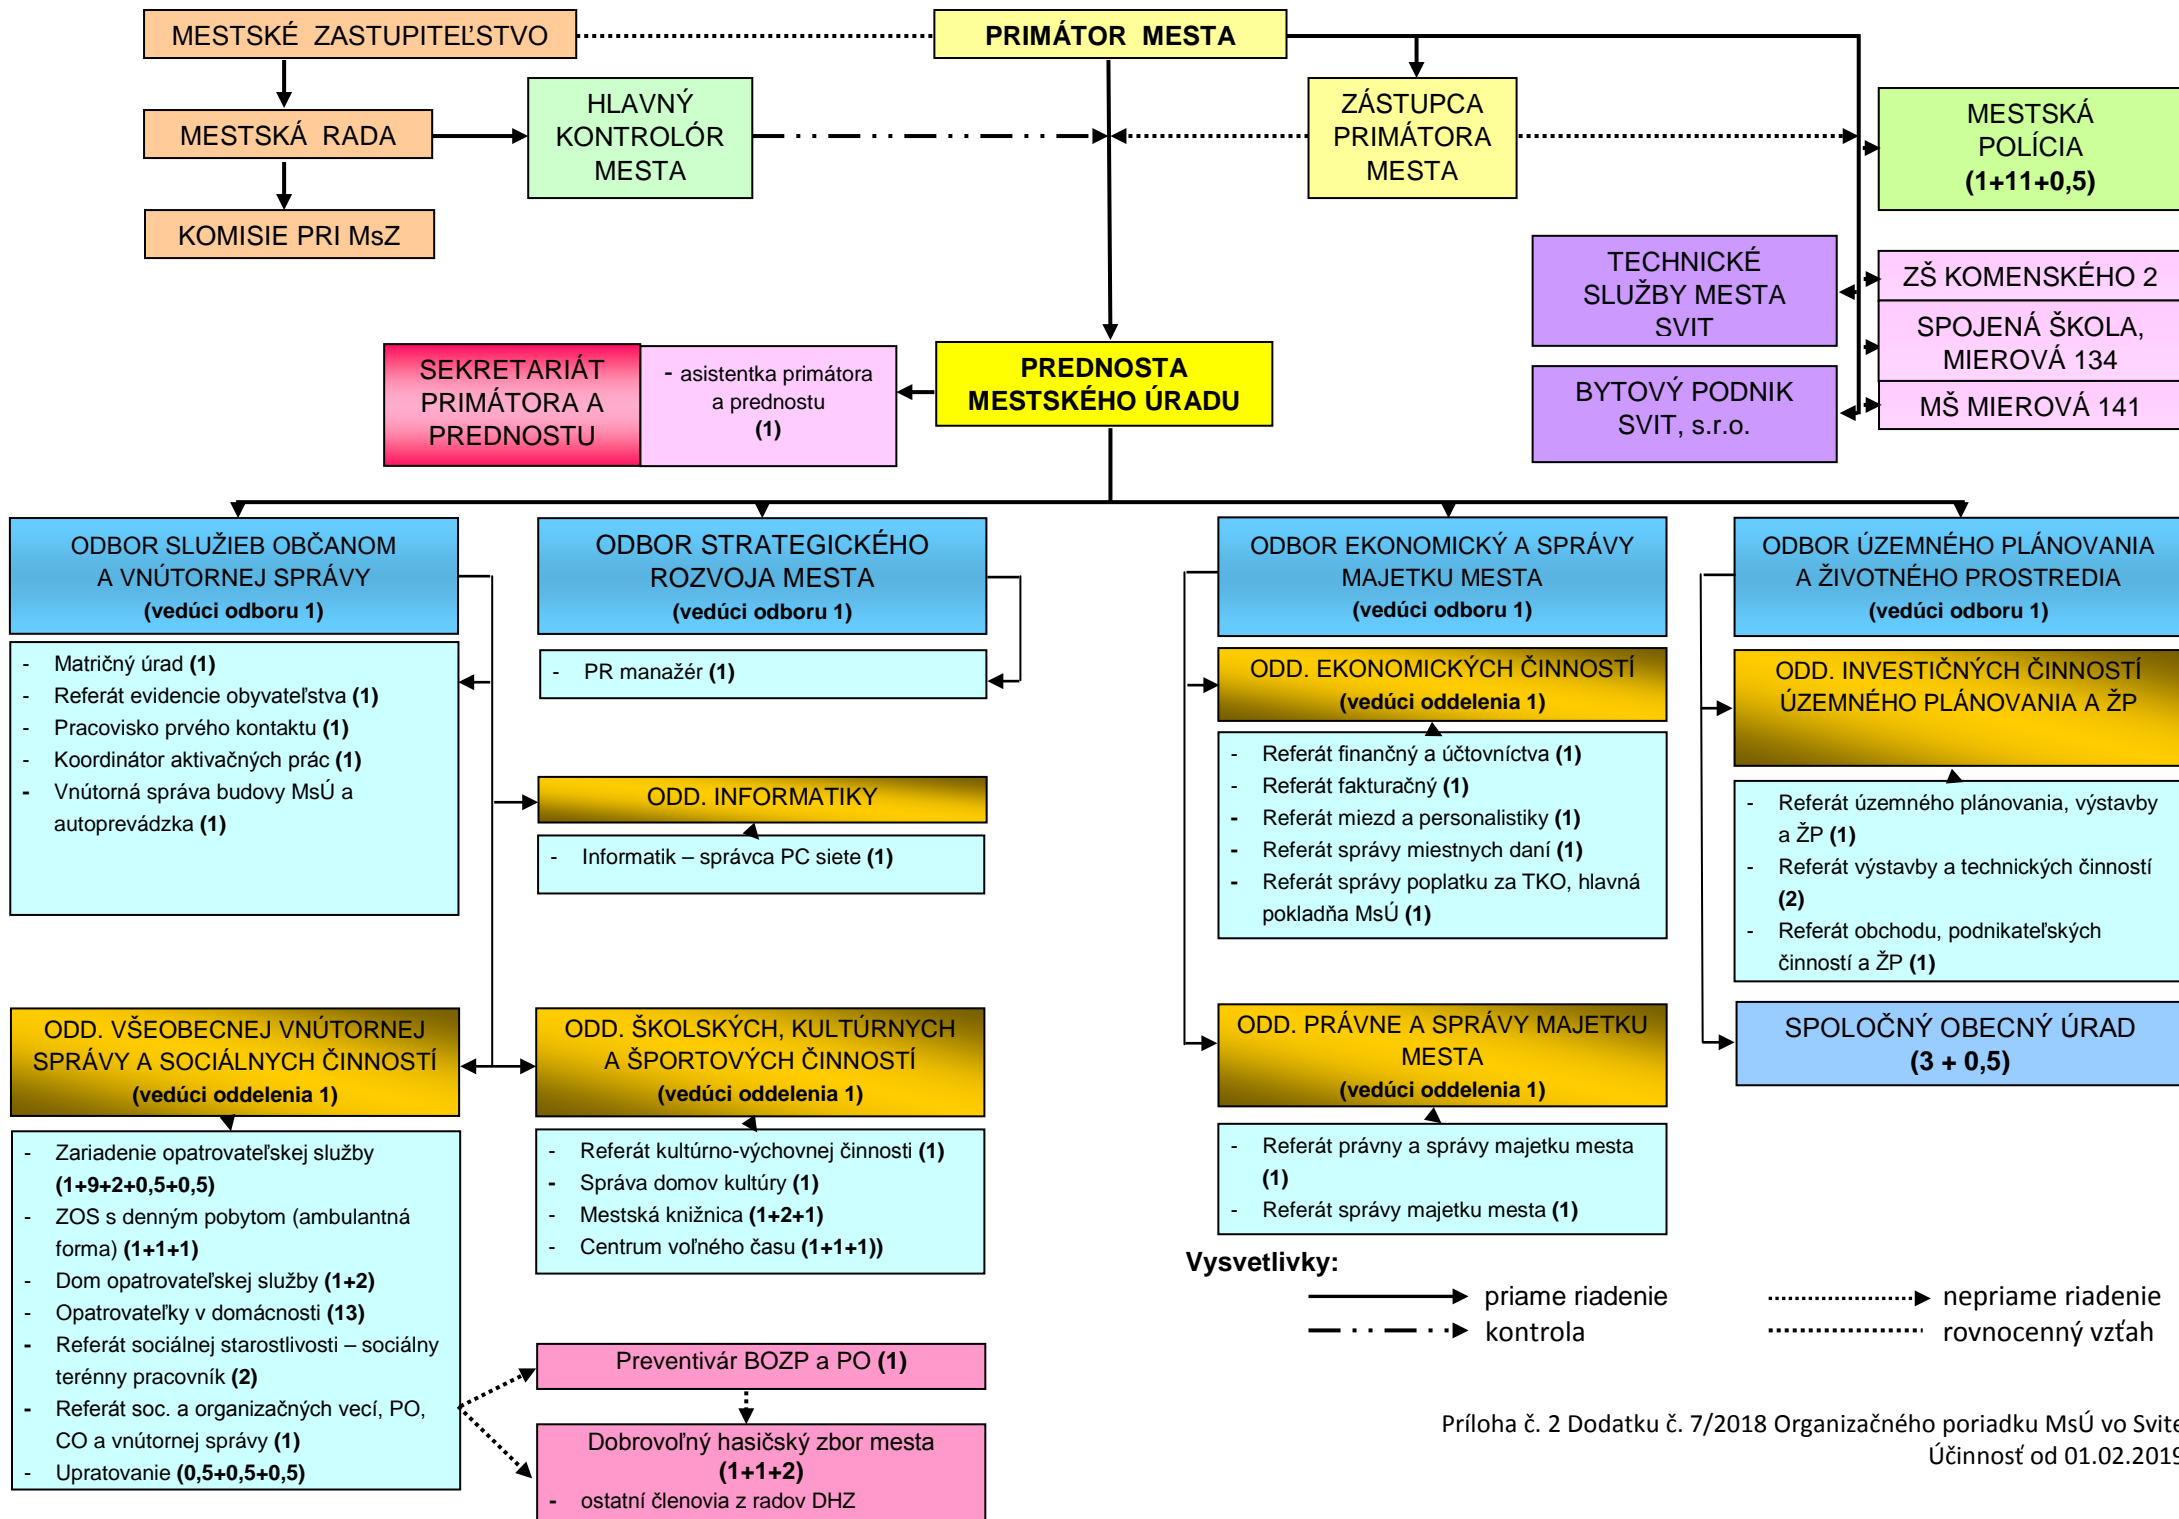 MESTSKÉ ZASTUPITEĽSTVO
PRIMÁTOR MESTA
MESTSKÁ RADA
HLAVNÝ
KONTROLÓR
MESTA
ZÁSTUPCA
PRIMÁTORA
MESTA
MESTSKÁ
POLÍCIA
(1+11+0,5)
KOMISIE PRI MsZ
TECHNICKÉ
SLUŽBY MESTA
SVIT
ZŠ KOMENSKÉHO 2
SPOJENÁ ŠKOLA,
MIEROVÁ 134
MŠ MIEROVÁ 141
BYTOVÝ PODNIK
SVIT, s.r.o.
SEKRETARIÁT
PRIMÁTORA A
PREDNOSTU
- asistentka primátora
a prednostu
(1)
PREDNOSTA
MESTSKÉHO ÚRADU
ODBOR SLUŽIEB OBČANOM
A VNÚTORNEJ SPRÁVY
(vedúci odboru 1)
ODBOR STRATEGICKÉHO
ROZVOJA MESTA
(vedúci odboru 1)
ODBOR EKONOMICKÝ A SPRÁVY
MAJETKU MESTA
(vedúci odboru 1)
ODBOR ÚZEMNÉHO PLÁNOVANIA
A ŽIVOTNÉHO PROSTREDIA
(vedúci odboru 1)
- Matričný úrad (1)
- Referát evidencie obyvateľstva (1)
- Pracovisko prvého kontaktu (1)
- Koordinátor aktivačných prác (1)
- Vnútorná správa budovy MsÚ a
autoprevádzka (1)
- PR manažér (1)
ODD. INFORMATIKY
- Informatik – správca PC siete (1)
ODD. EKONOMICKÝCH ČINNOSTÍ
(vedúci oddelenia 1)
- Referát finančný a účtovníctva (1)
- Referát fakturačný (1)
- Referát miezd a personalistiky (1)
- Referát správy miestnych daní (1)
- Referát správy poplatku za TKO, hlavná
pokladňa MsÚ (1)
ODD. INVESTIČNÝCH ČINNOSTÍ
ÚZEMNÉHO PLÁNOVANIA A ŽP
- Referát územného plánovania, výstavby
a ŽP (1)
- Referát výstavby a technických činností
(2)
- Referát obchodu, podnikateľských
činností a ŽP (1)
ODD. VŠEOBECNEJ VNÚTORNEJ
SPRÁVY A SOCIÁLNYCH ČINNOSTÍ
(vedúci oddelenia 1)
ODD. ŠKOLSKÝCH, KULTÚRNYCH
A ŠPORTOVÝCH ČINNOSTÍ
(vedúci oddelenia 1)
ODD. PRÁVNE A SPRÁVY MAJETKU
MESTA
(vedúci oddelenia 1)
SPOLOČNÝ OBECNÝ ÚRAD
(3 + 0,5)
- Zariadenie opatrovateľskej služby
(1+9+2+0,5+0,5)
- ZOS s denným pobytom (ambulantná
forma) (1+1+1)
- Dom opatrovateľskej služby (1+2)
- Opatrovateľky v domácnosti (13)
- Referát sociálnej starostlivosti – sociálny
terénny pracovník (2)
- Referát soc. a organizačných vecí, PO,
CO a vnútornej správy (1)
- Upratovanie (0,5+0,5+0,5)
- Referát kultúrno-výchovnej činnosti (1)
- Správa domov kultúry (1)
- Mestská knižnica (1+2+1)
- Centrum voľného času (1+1+1))
- Referát právny a správy majetku mesta
(1)
- Referát správy majetku mesta (1)
Preventivár BOZP a PO (1)
Dobrovoľný hasičský zbor mesta
(1+1+2)
- ostatní členovia z radov DHZ
Vysvetlivky:
priame riadenie
nepriame riadenie
kontrola
rovnocenný vzťah
Príloha č. 2 Dodatku č. 7/2018 Organizačného poriadku MsÚ vo Svite
Účinnosť od 01.02.2019